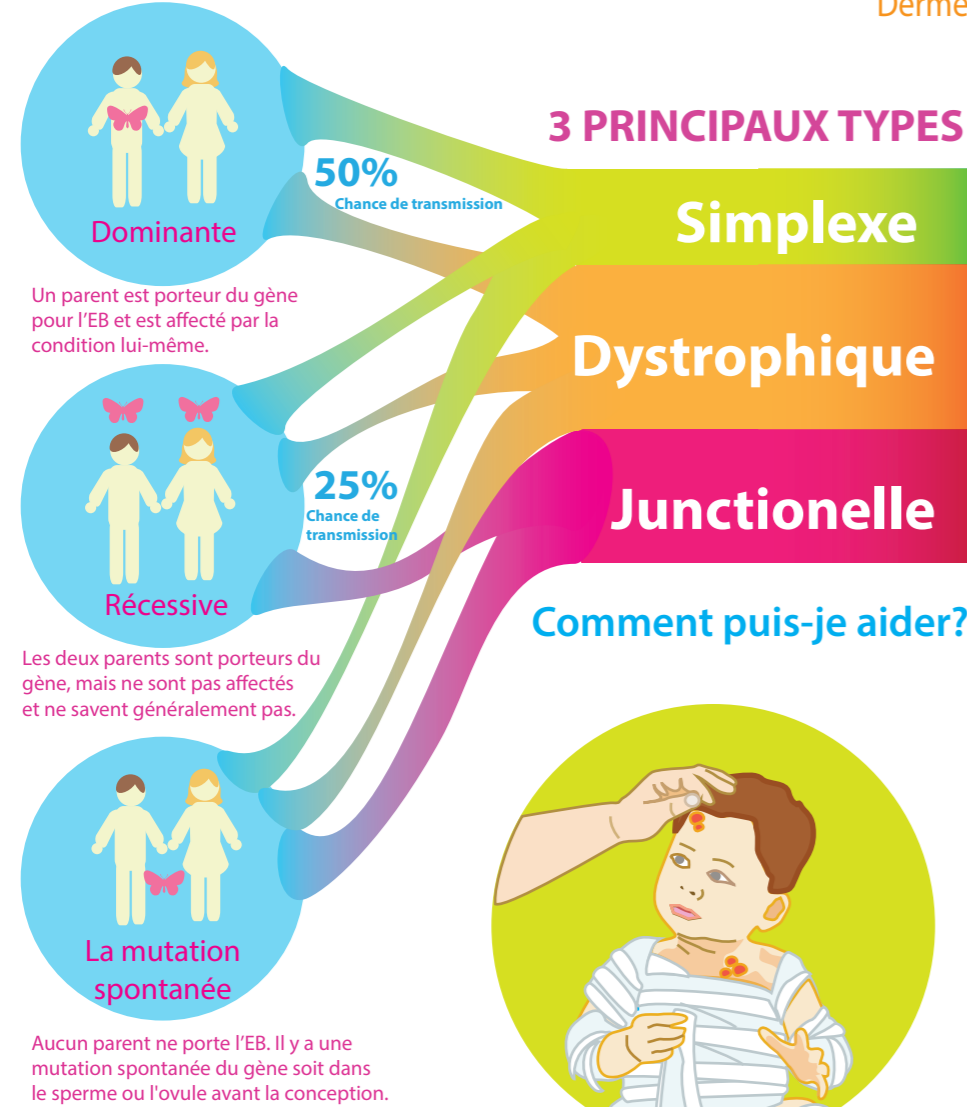 Derme
3 PRINCIPAUX TYPES
50%
Chance de transmission
Simplexe
Dominante
Un parent est porteur du gène
pour l'EB et est affecté par la
condition lui-même.
Dystrophique
25%
Chance de
transmission
Junctionelle
Récessive
Les deux parents sont porteurs du
gène, mais ne sont pas affectés
et ne savent généralement pas.
Comment puis-je aider?
La mutation
spontanée
Aucun parent ne porte l'EB. Il y a une
mutation spontanée du gène soit dans
le sperme ou l'ovule avant la conception.